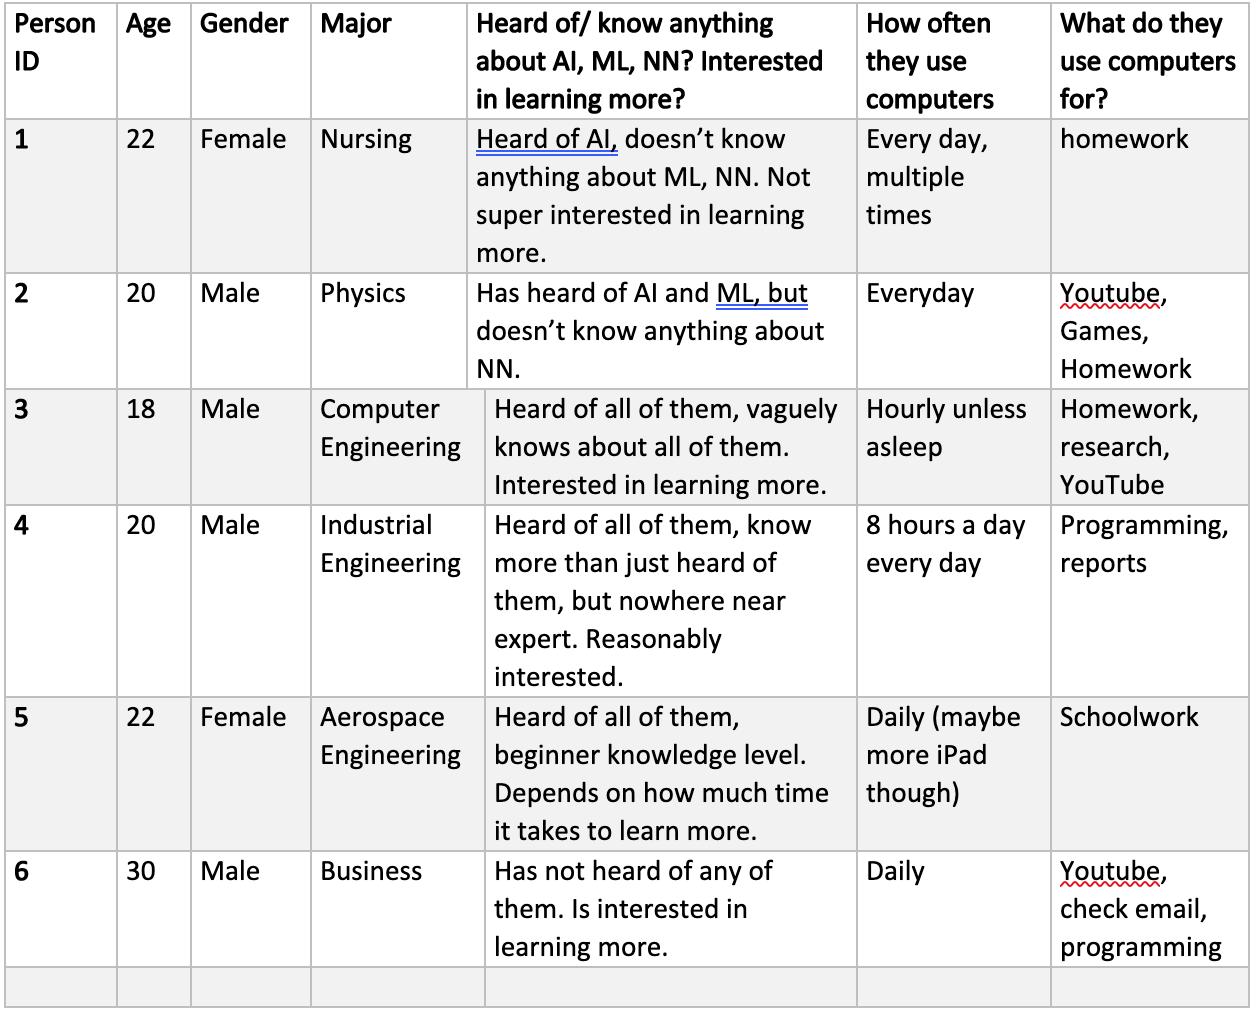 Person ID | Age | Gender | Major | Heard of/ know anything about AI, ML, NN? Interested in learning more? | How often they use computers | What do they use computers for?
1 | 22 | Female | Nursing | Heard of AI, doesn’t know anything about ML, NN. Not super interested in learning more. | Every day, multiple times | homework
2 | 20 | Male | Physics | Has heard of AI and ML, but doesn’t know anything about NN. | Everyday | Youtube, Games, Homework
3 | 18 | Male | Computer Engineering | Heard of all of them, vaguely knows about all of them. Interested in learning more. | Hourly unless asleep | Homework, research, YouTube
4 | 20 | Male | Industrial Engineering | Heard of all of them, know more than just heard of them, but nowhere near expert. Reasonably interested. | 8 hours a day every day | Programming, reports
5 | 22 | Female | Aerospace Engineering | Heard of all of them, beginner knowledge level. Depends on how much time it takes to learn more. | Daily (maybe more iPad though) | Schoolwork
6 | 30 | Male | Business | Has not heard of any of them. Is interested in learning more. | Daily | Youtube, check email, programming